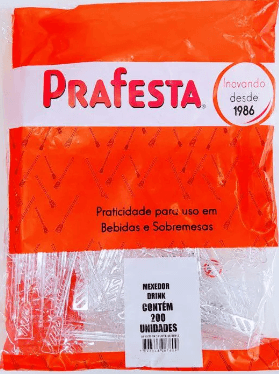 PRAFESTA®
Inovando
desde
1986
Praticidade para uso em
Bebidas e Sobremesas
MEXEDOR
DRINK
CONTÉM
200
UNIDADES